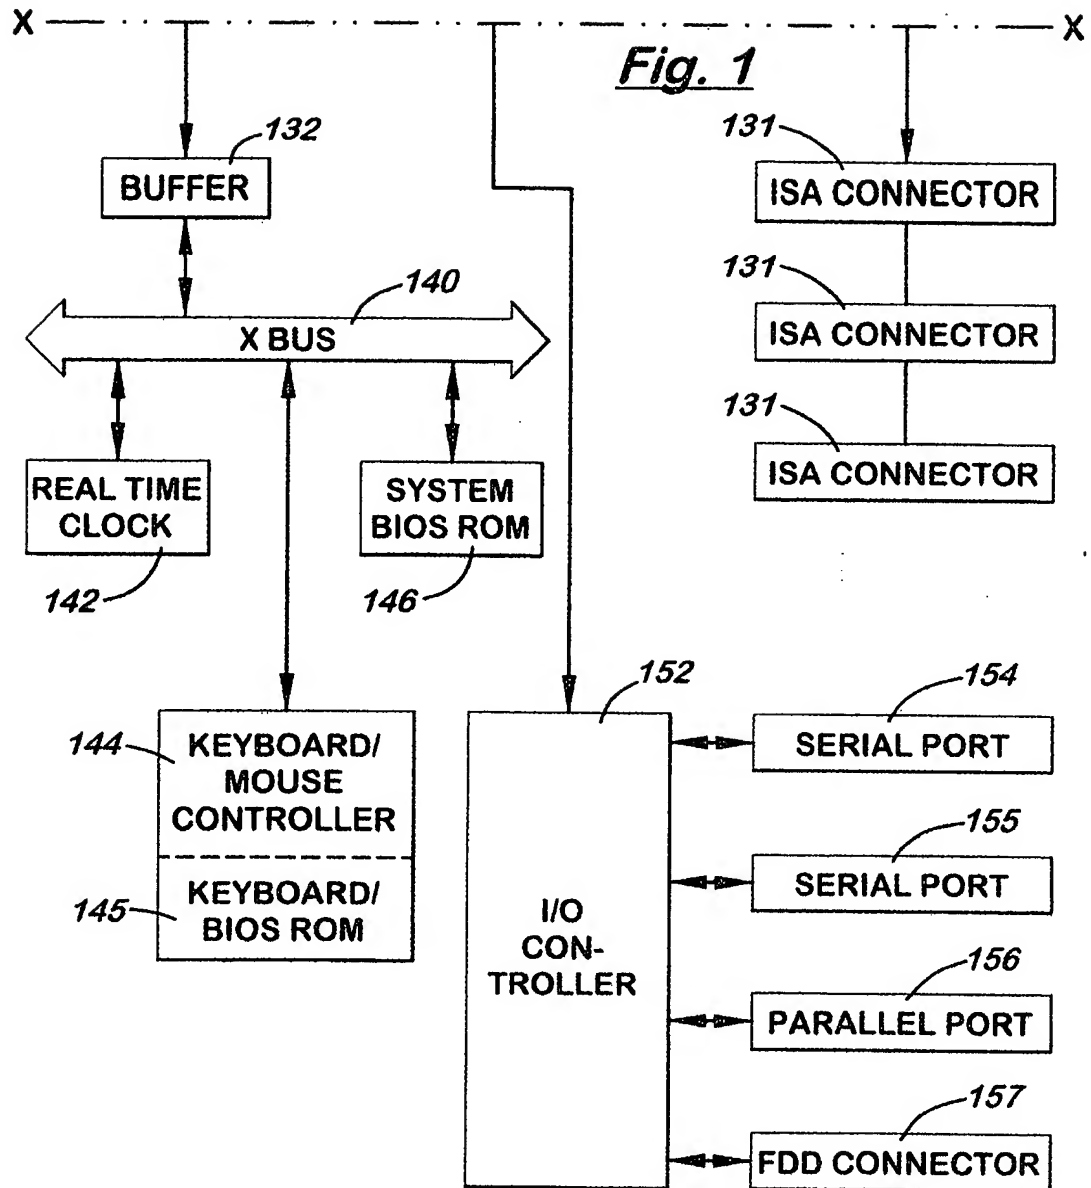 X X
Fig. 1
132
BUFFER
131
ISA CONNECTOR
131
ISA CONNECTOR
131
ISA CONNECTOR
140
X BUS
REAL TIME
CLOCK
142
SYSTEM
BIOS ROM
146
144
KEYBOARD/
MOUSE
CONTROLLER
145
KEYBOARD/
BIOS ROM
152
I/O
CON-
TROLLER
154
SERIAL PORT
155
SERIAL PORT
156
PARALLEL PORT
157
FDD CONNECTOR